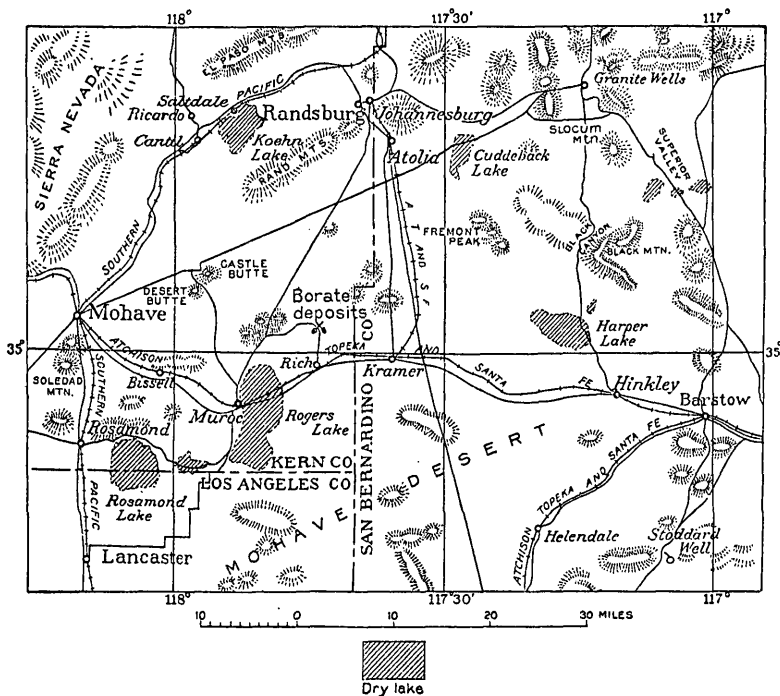 118°
117°30'
117°
EL PASO MTS.
PACIFIC
Granite Wells
SIERRA NEVADA
Saltdale
Ricardo
Randsburg
Johannesburg
Cantil
Koehn
Lake
SLOCUM
MTN.
RAND MTS.
Atolia
Cuddeback
Lake
SUPERIOR
VALLEY
SOUTHERN
A T AND S F
FREMONT
PEAK
BLACK
CANYON
BLACK MTN.
CASTLE
BUTTE
DESERT
BUTTE
Mohave
Borate
deposits
Harper
Lake
35°
ATCHISON
TOPEKA AND SANTA FE
35°
SOLEDAD
MTN.
Bissell
Rich
Kramer
Hinkley
SOUTHERN
Muroc
Rogers
Lake
Barstow
Rosamond
SAN BERNARDINO CO
KERN CO.
LOS ANGELES CO
Rosamond
Lake
PACIFIC
MOHAVE DESERT
ATCHISON TOPEKA AND SANTA FE
Helendale
Stoddard
Well
Lancaster
118°
117°30'
117°
10 0 10 20 30 MILES
Dry lake